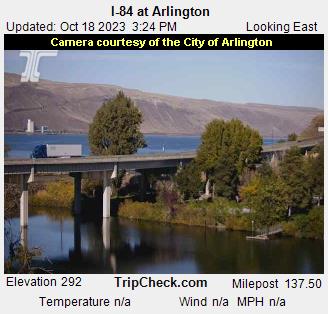 I-84 at Arlington
Updated: Oct 18 2023 3:24 PM Looking East
Camera courtesy of the City of Arlington
Elevation 292 TripCheck.com Milepost 137.50
Temperature n/a Wind n/a MPH n/a